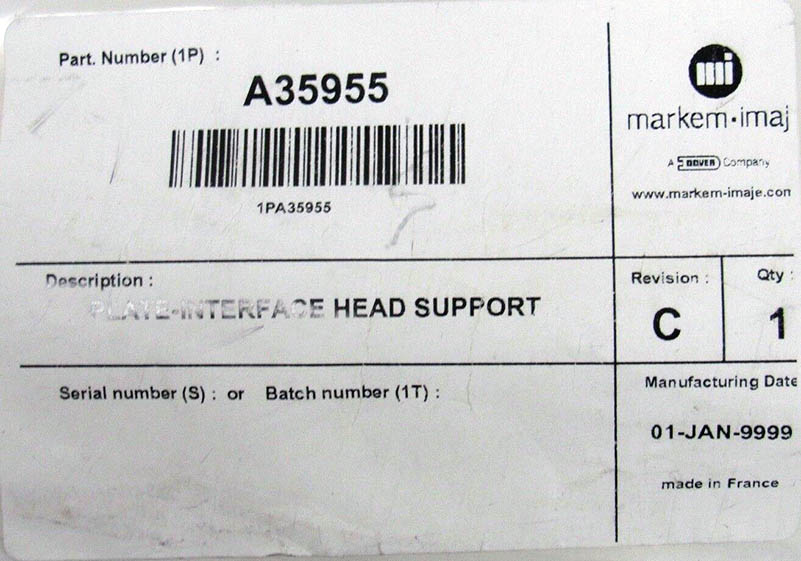 Part. Number (1P) :
A35955
1PA35955
markem·imaj
A DOVER Company
www.markem-imaje.con
Description :
PLATE-INTERFACE HEAD SUPPORT
Revision :
C
Qty :
1
Serial number (S) : or Batch number (1T) :
Manufacturing Date
01-JAN-9999
made in France